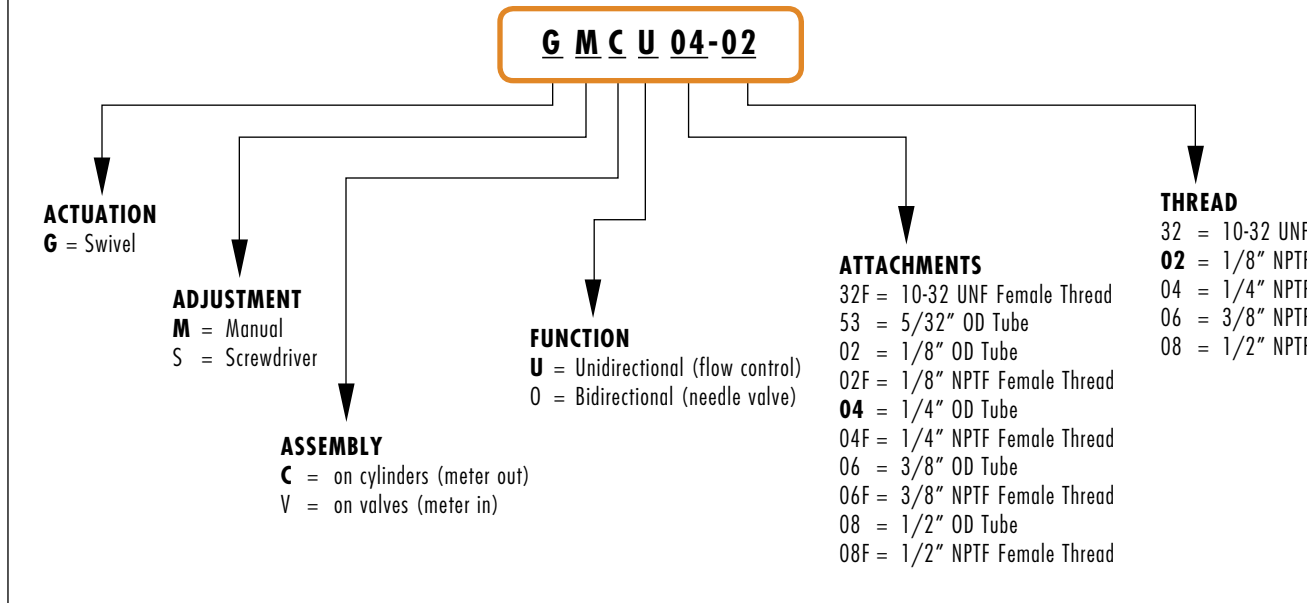 G M C U 04-02
ACTUATION
G = Swivel
ADJUSTMENT
M = Manual
S = Screwdriver
ASSEMBLY
C = on cylinders (meter out)
V = on valves (meter in)
FUNCTION
U = Unidirectional (flow control)
O = Bidirectional (needle valve)
ATTACHMENTS
32F = 10-32 UNF Female Thread
53 = 5/32" OD Tube
02 = 1/8" OD Tube
02F = 1/8" NPTF Female Thread
04 = 1/4" OD Tube
04F = 1/4" NPTF Female Thread
06 = 3/8" OD Tube
06F = 3/8" NPTF Female Thread
08 = 1/2" OD Tube
08F = 1/2" NPTF Female Thread
THREAD
32 = 10-32 UNF
02 = 1/8" NPTF
04 = 1/4" NPTF
06 = 3/8" NPTF
08 = 1/2" NPTF